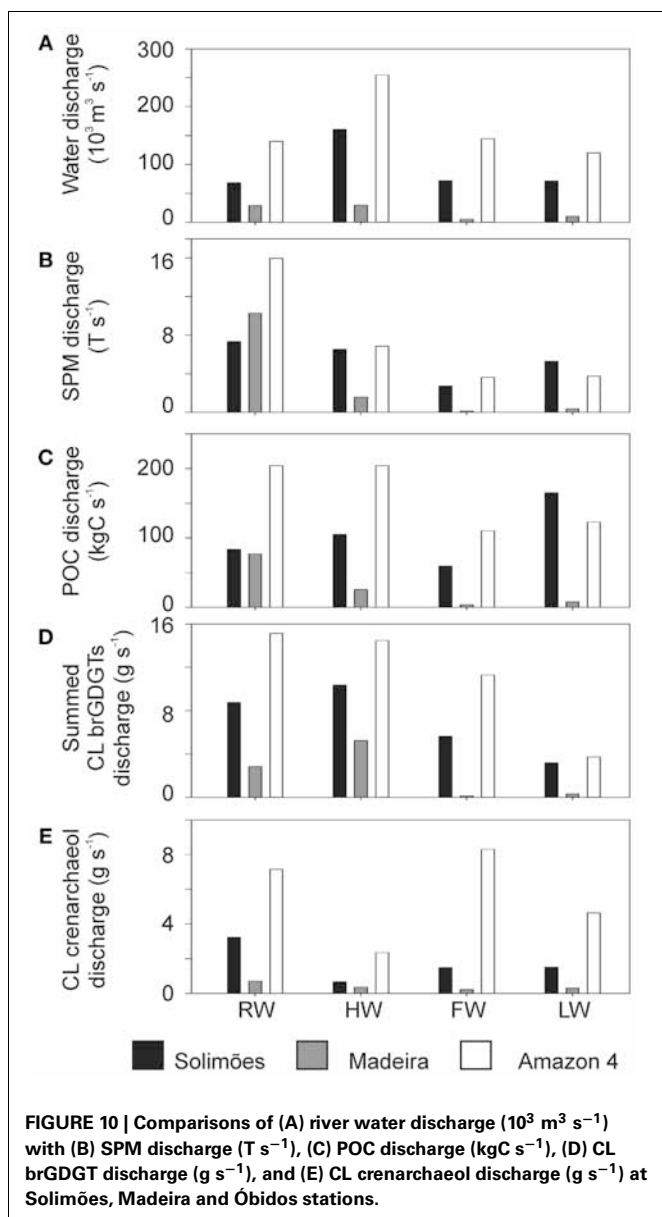 A
Water discharge
(10³ m³ s⁻¹)
300
200
100
0
B
SPM discharge
(T s⁻¹)
16
8
0
C
POC discharge
(kgC s⁻¹)
200
100
0
D
Summed
CL brGDGTs
discharge (g s⁻¹)
16
8
0
E
CL crenarchaeol
discharge (g s⁻¹)
8
4
0
RW HW FW LW
Solimões Madeira Amazon 4
FIGURE 10 | Comparisons of (A) river water discharge (10³ m³ s⁻¹)
with (B) SPM discharge (T s⁻¹), (C) POC discharge (kgC s⁻¹), (D) CL
brGDGT discharge (g s⁻¹), and (E) CL crenarchaeol discharge (g s⁻¹) at
Solimões, Madeira and Óbidos stations.